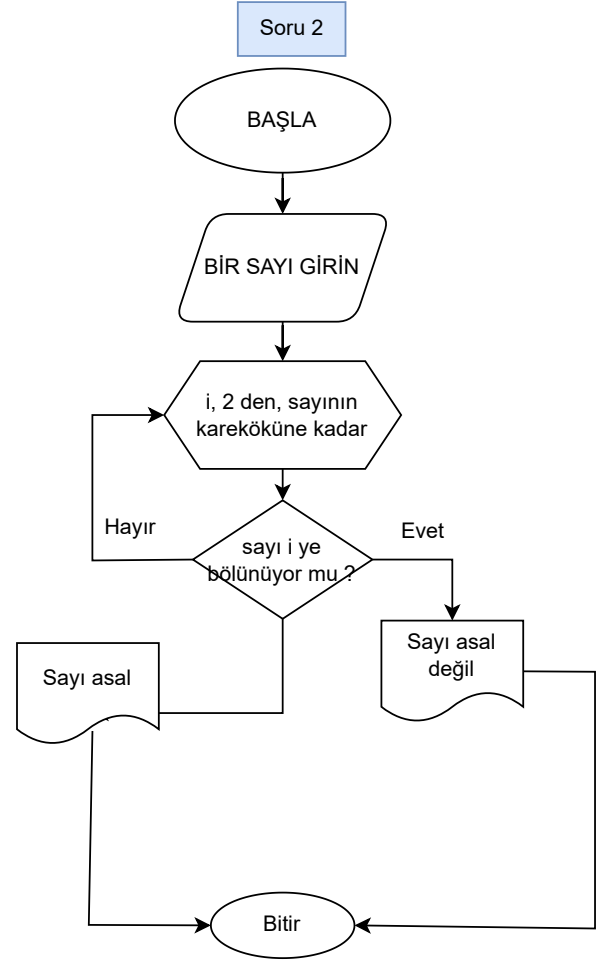 Soru 2
BAŞLA
BİR SAYI GİRİN
i, 2 den, sayının
kareköküne kadar
Hayır
Evet
sayı i ye
bölünüyor mu ?
Sayı asal
değil
Sayı asal
Bitir